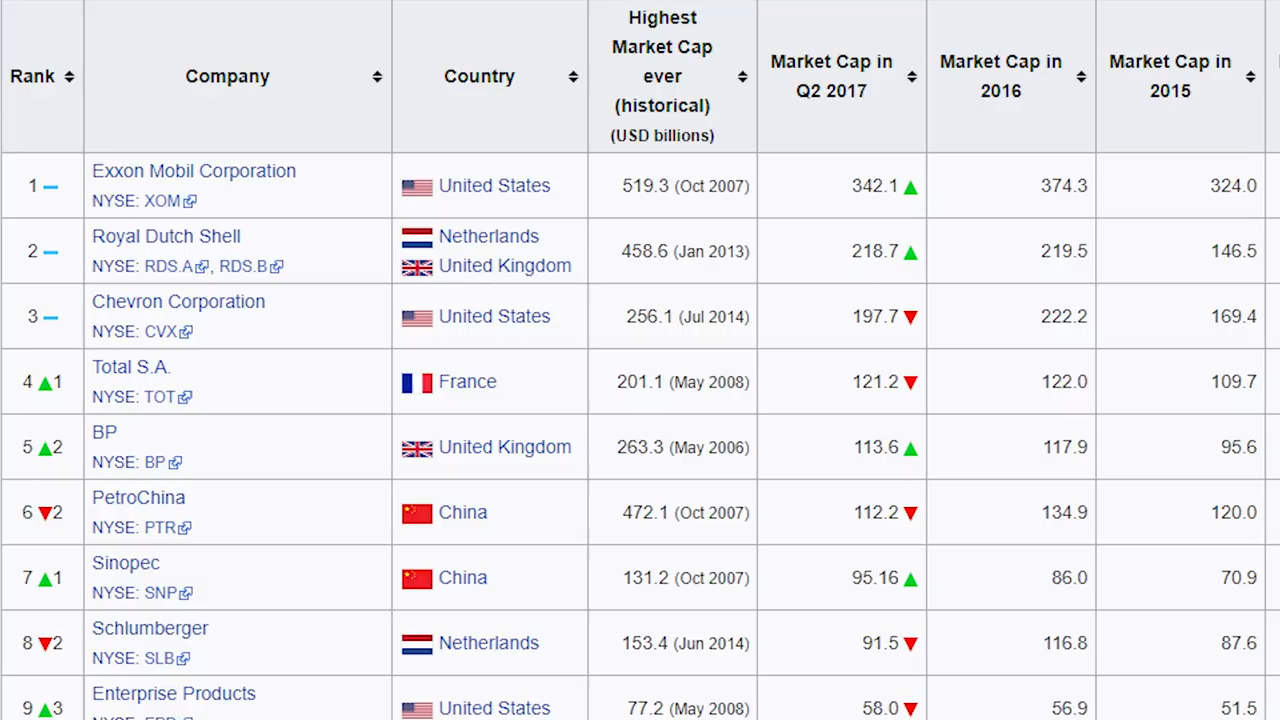 Rank Company Country Highest Market Cap ever (historical) (USD billions) Market Cap in Q2 2017 Market Cap in 2016 Market Cap in 2015
1 Exxon Mobil Corporation United States 519.3 (Oct 2007) 342.1 374.3 324.0
NYSE: XOM
2 Royal Dutch Shell Netherlands 458.6 (Jan 2013) 218.7 219.5 146.5
NYSE: RDS.A, RDS.B United Kingdom
3 Chevron Corporation United States 256.1 (Jul 2014) 197.7 222.2 169.4
NYSE: CVX
4 ▲1 Total S.A. France 201.1 (May 2008) 121.2 122.0 109.7
NYSE: TOT
5 ▲2 BP United Kingdom 263.3 (May 2006) 113.6 117.9 95.6
NYSE: BP
6 ▼2 PetroChina China 472.1 (Oct 2007) 112.2 134.9 120.0
NYSE: PTR
7 ▲1 Sinopec China 131.2 (Oct 2007) 95.16 86.0 70.9
NYSE: SNP
8 ▼2 Schlumberger Netherlands 153.4 (Jun 2014) 91.5 116.8 87.6
NYSE: SLB
9 ▲3 Enterprise Products United States 77.2 (May 2008) 58.0 56.9 51.5